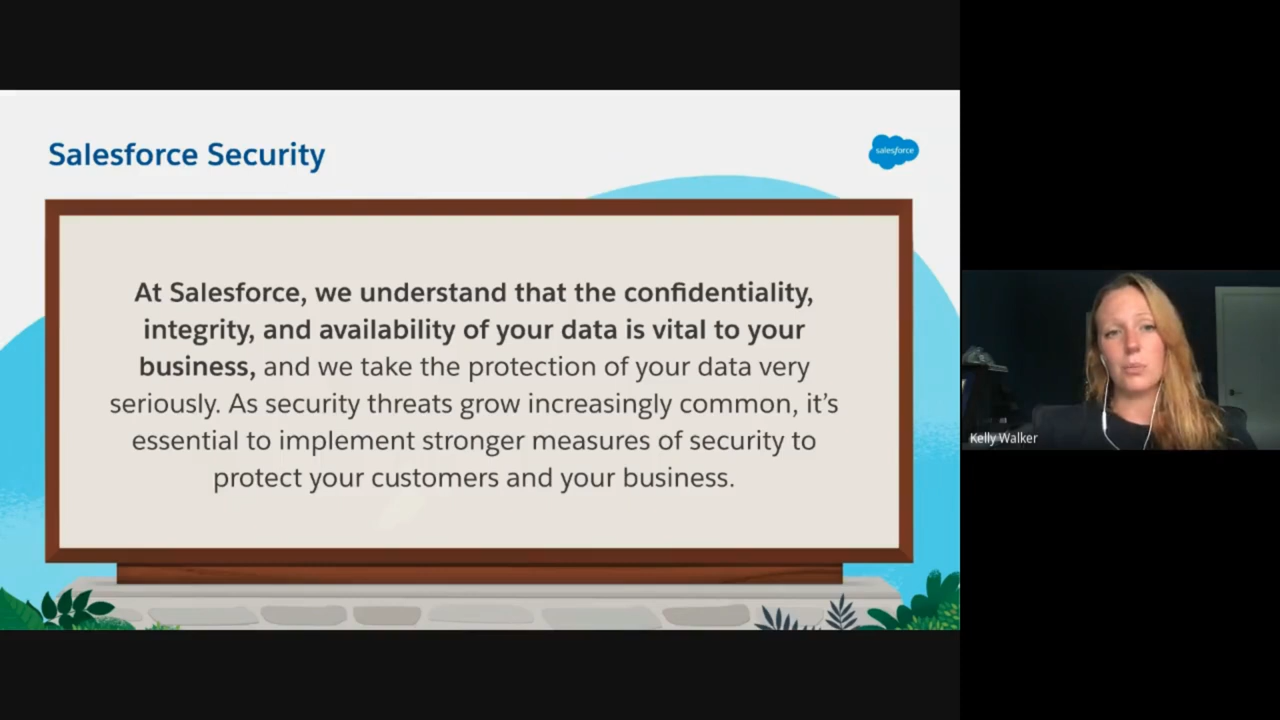 Salesforce Security
salesforce
At Salesforce, we understand that the confidentiality,
integrity, and availability of your data is vital to your
business, and we take the protection of your data very
seriously. As security threats grow increasingly common, it’s
essential to implement stronger measures of security to
protect your customers and your business.
Kelly Walker